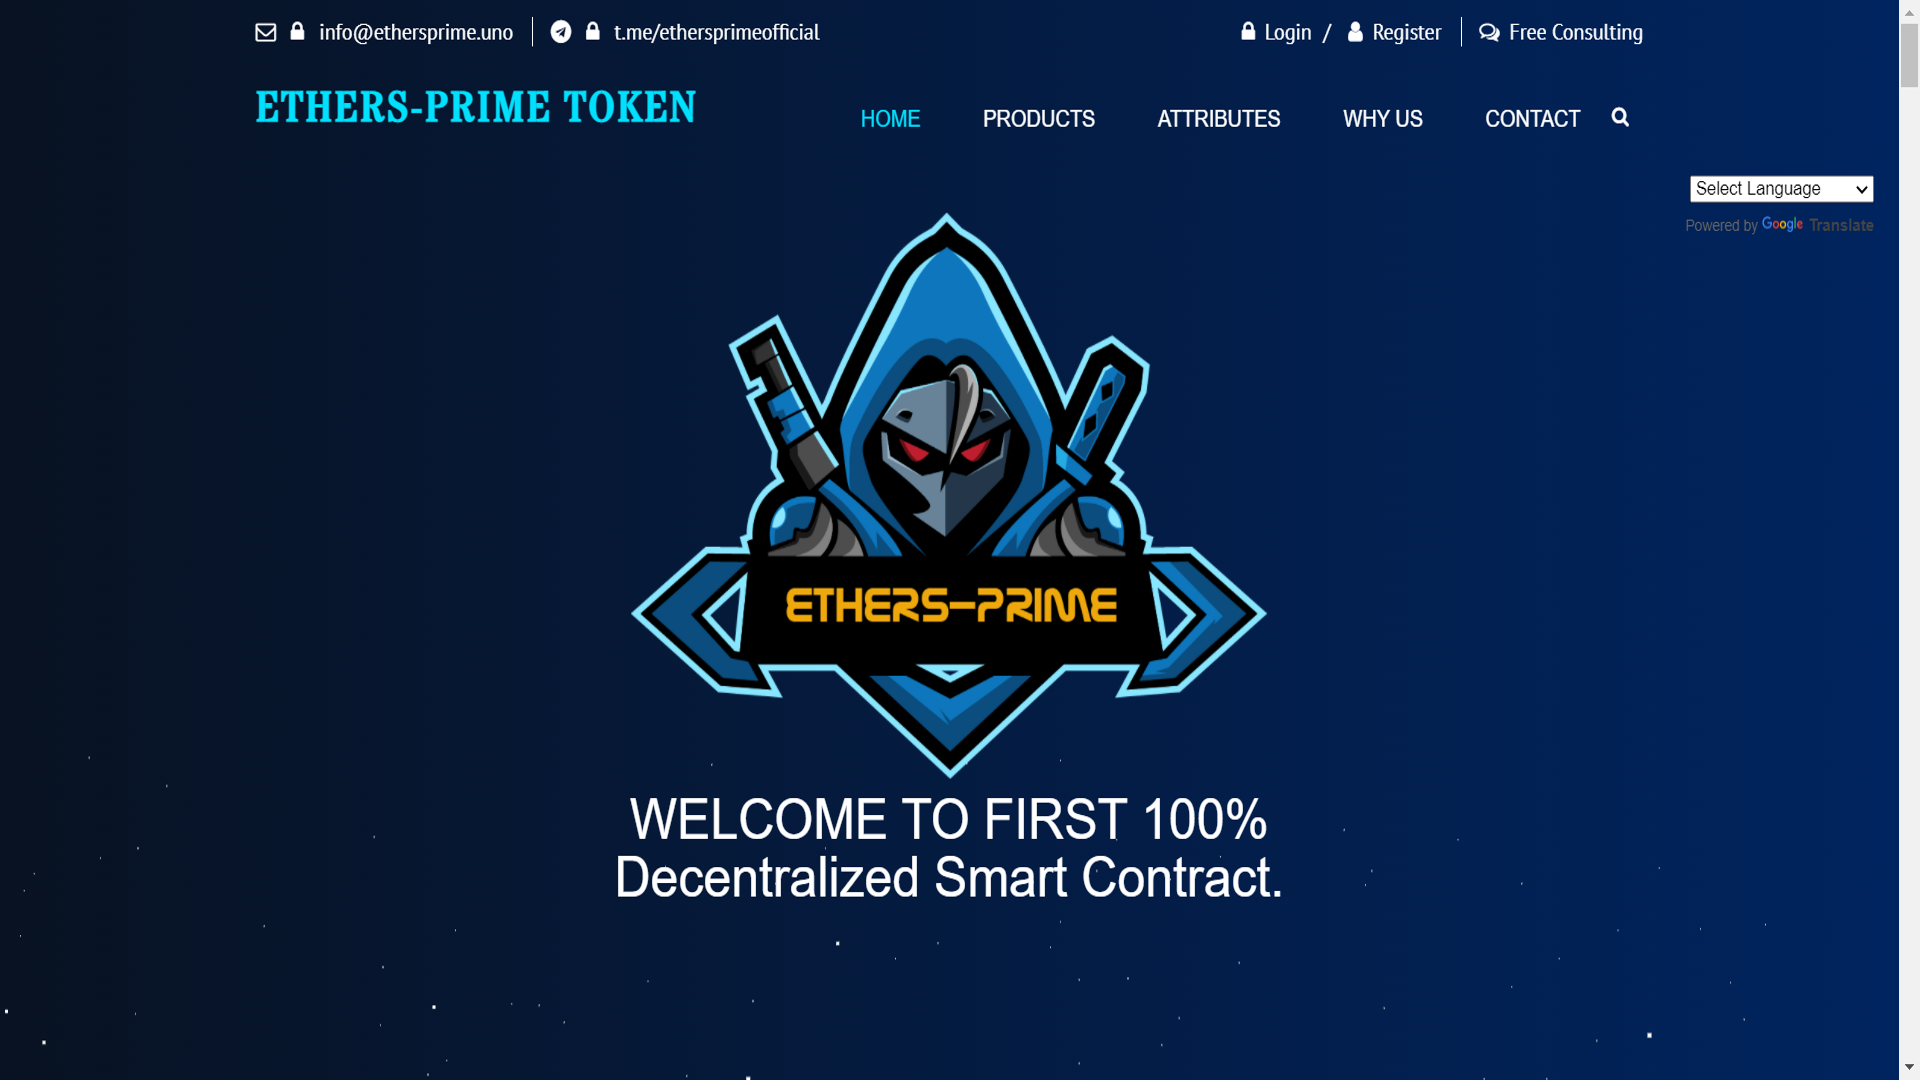 info@ethersprime.uno
t.me/ethersprimeofficial
Login / Register
Free Consulting
ETHERS-PRIME TOKEN
HOME
PRODUCTS
ATTRIBUTES
WHY US
CONTACT
Select Language
Powered by Google Translate
ETHERS-PRIME
WELCOME TO FIRST 100%
Decentralized Smart Contract.